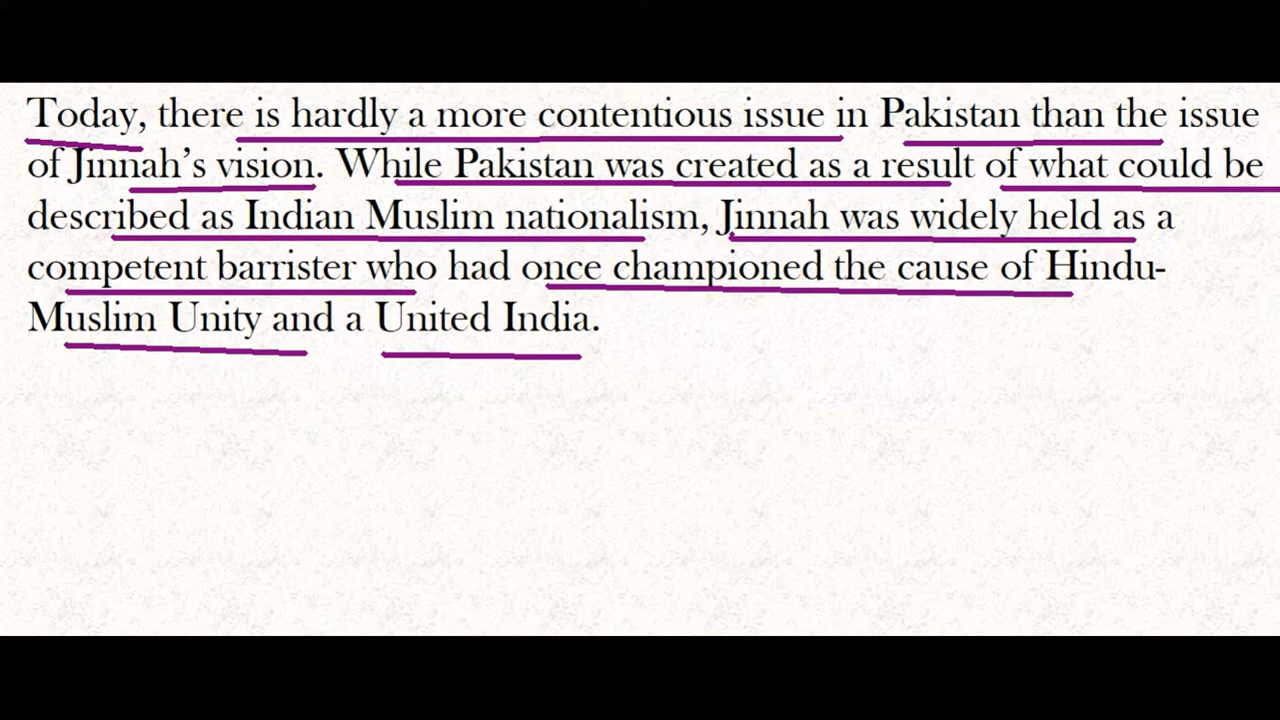 Today, there is hardly a more contentious issue in Pakistan than the issue
of Jinnah’s vision. While Pakistan was created as a result of what could be
described as Indian Muslim nationalism, Jinnah was widely held as a
competent barrister who had once championed the cause of Hindu-
Muslim Unity and a United India.